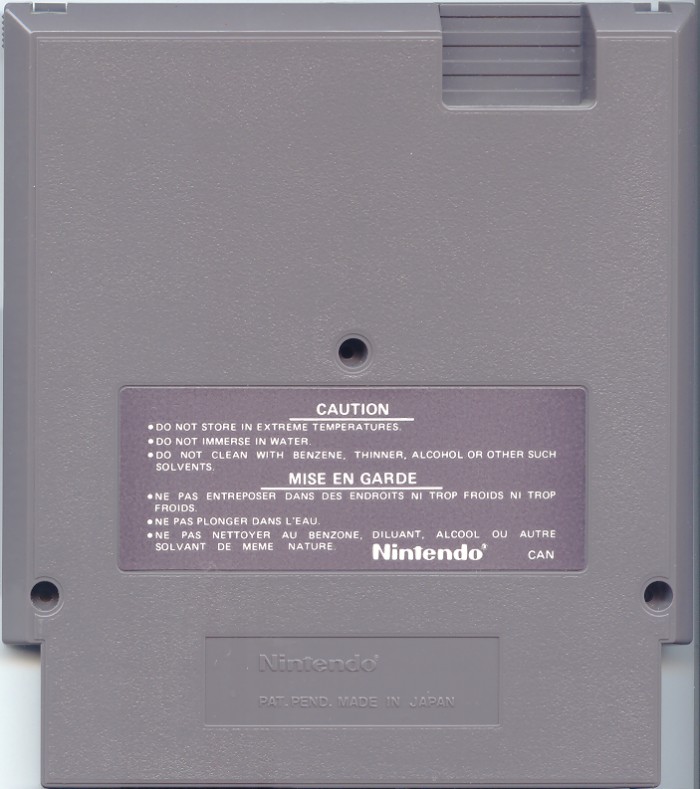 CAUTION
•DO NOT STORE IN EXTREME TEMPERATURES.
•DO NOT IMMERSE IN WATER.
•DO NOT CLEAN WITH BENZENE, THINNER, ALCOHOL OR OTHER SUCH
SOLVENTS.
MISE EN GARDE
•NE PAS ENTREPOSER DANS DES ENDROITS NI TROP FROIDS NI TROP
FROIDS.
•NE PAS PLONGER DANS L'EAU.
•NE PAS NETTOYER AU BENZONE, DILUANT, ALCOOL OU AUTRE
SOLVANT DE MEME NATURE.
Nintendo® CAN
Nintendo®
PAT. PEND. MADE IN JAPAN